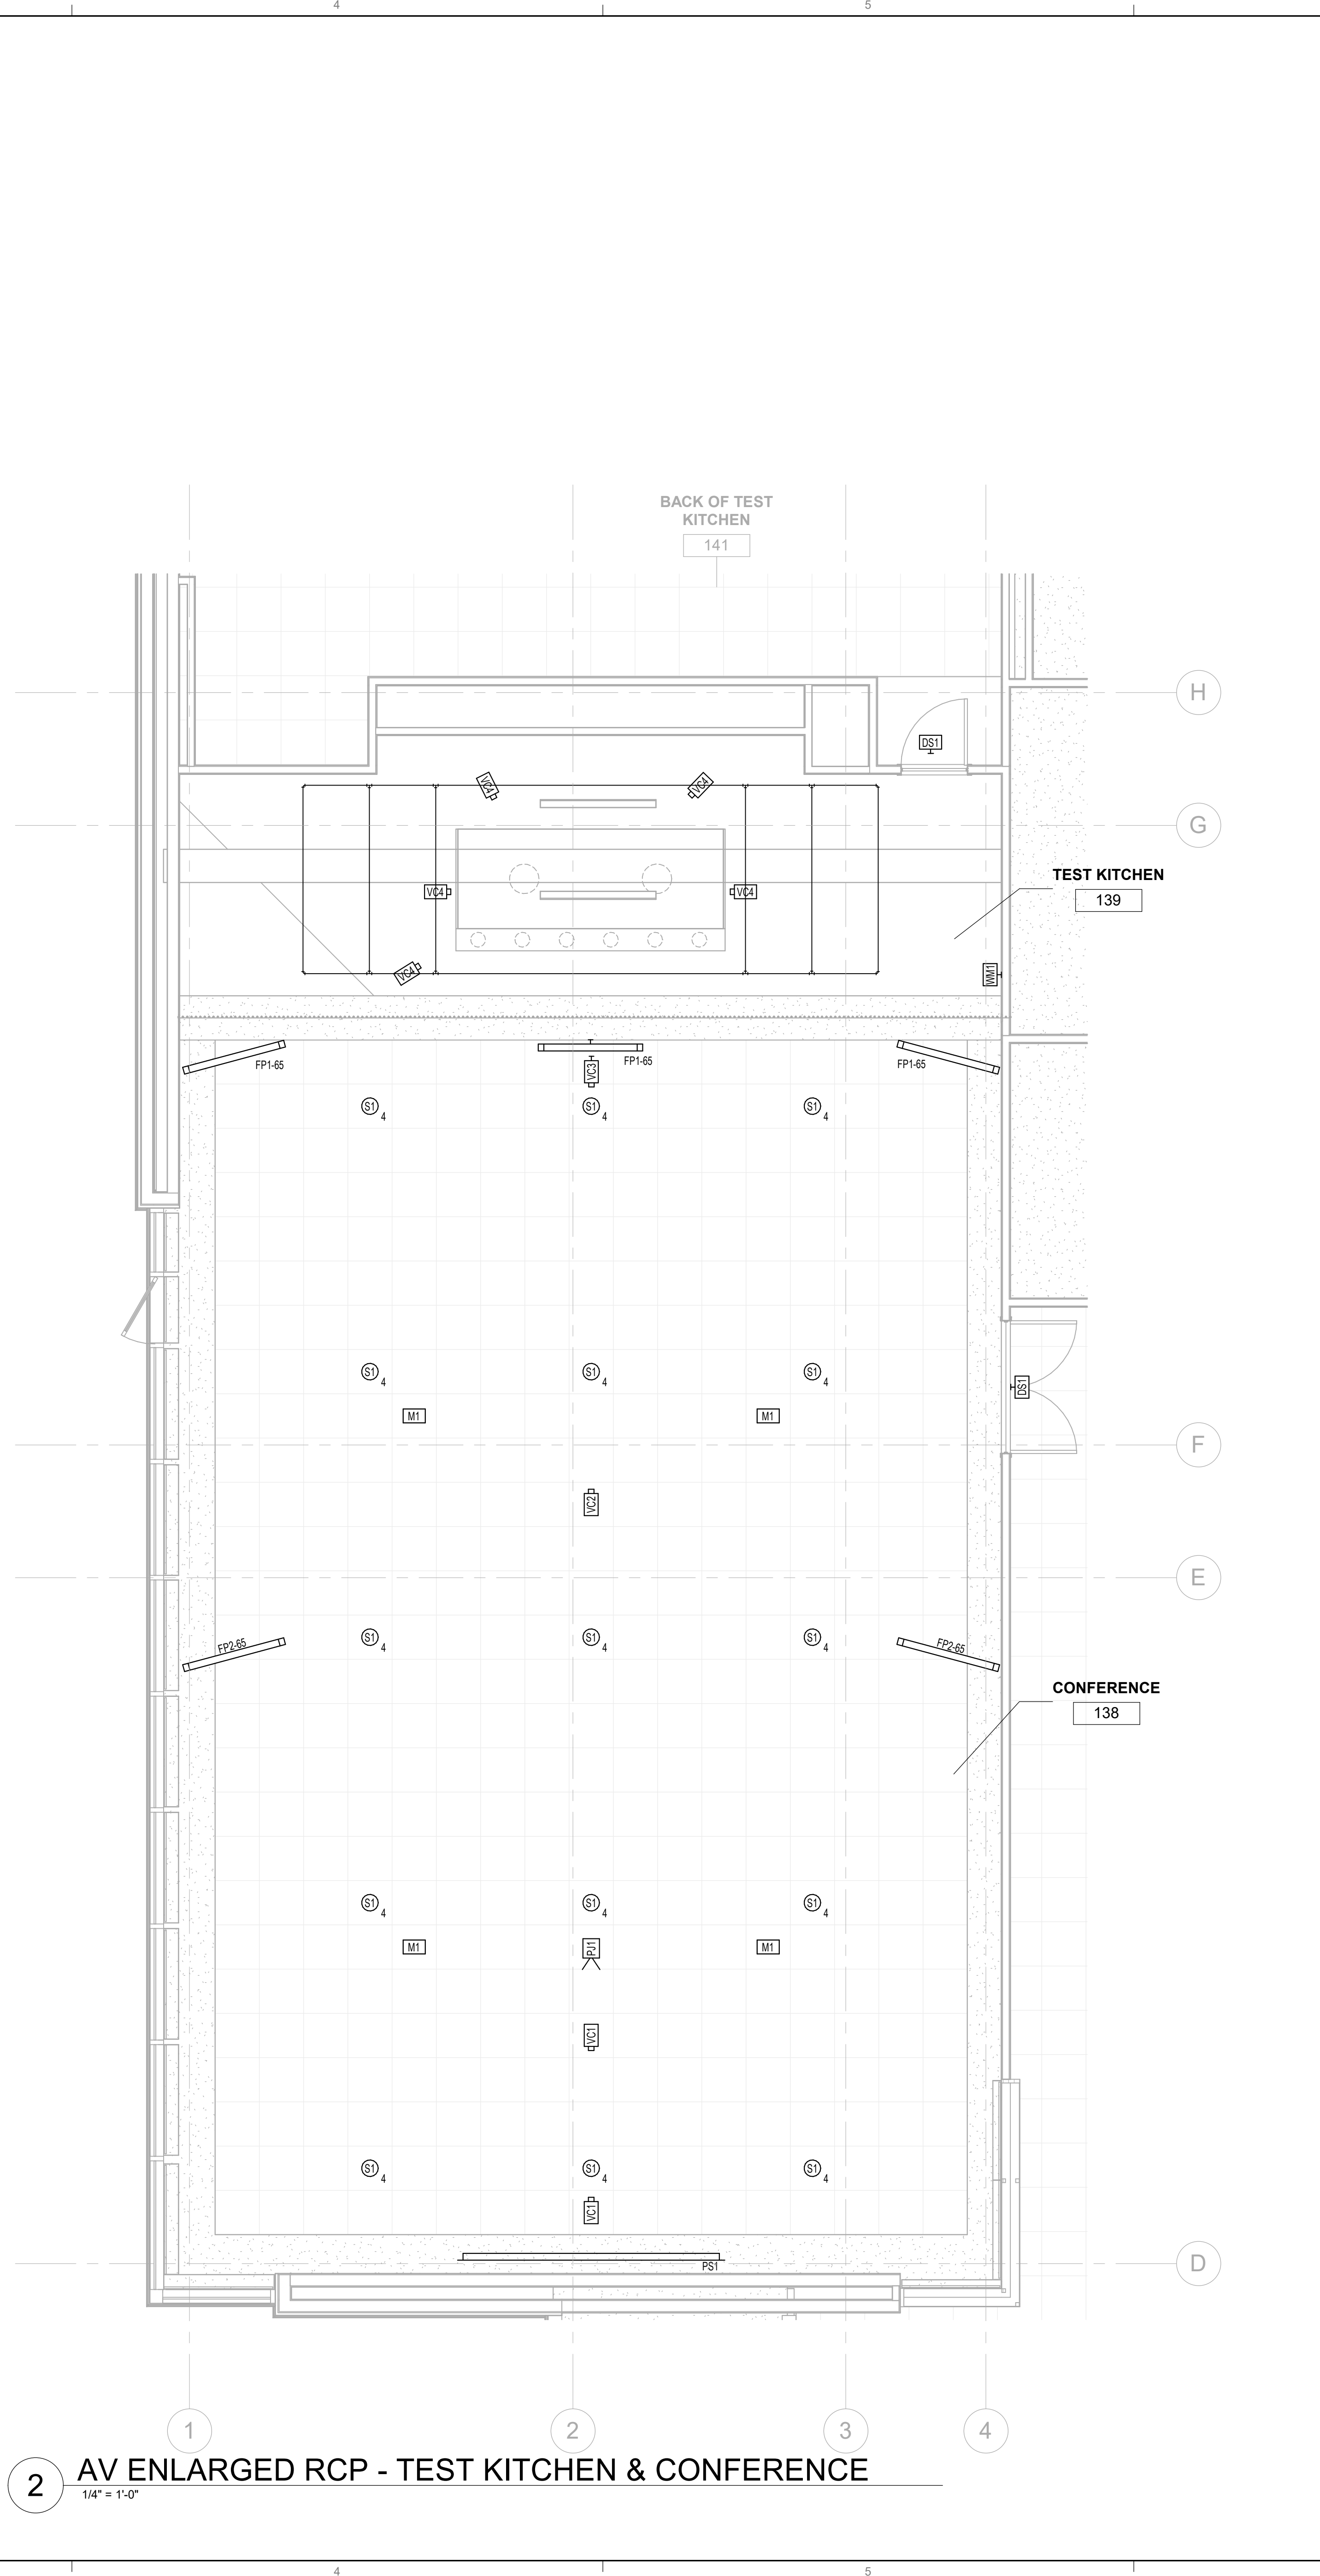 4 5
BACK OF TEST
KITCHEN
141
H
DS1
VC4 VC4
G
TEST KITCHEN
139
VC4 VC4
VC4
WM1
FP1-65 FP1-65 FP1-65
VC3
S1 S1 S1
4 4 4
S1 S1 S1
4 4 4
DS1
M1 M1
F
VC2
E
S1 S1 S1
4 4 4
FP2-65 FP2-65
CONFERENCE
138
S1 S1 S1
4 4 4
M1 PJ1 M1
VC1
S1 S1 S1
4 4 4
VC1
D
PS1
1 2 3 4
2 AV ENLARGED RCP - TEST KITCHEN & CONFERENCE
1/4" = 1'-0"
4 5